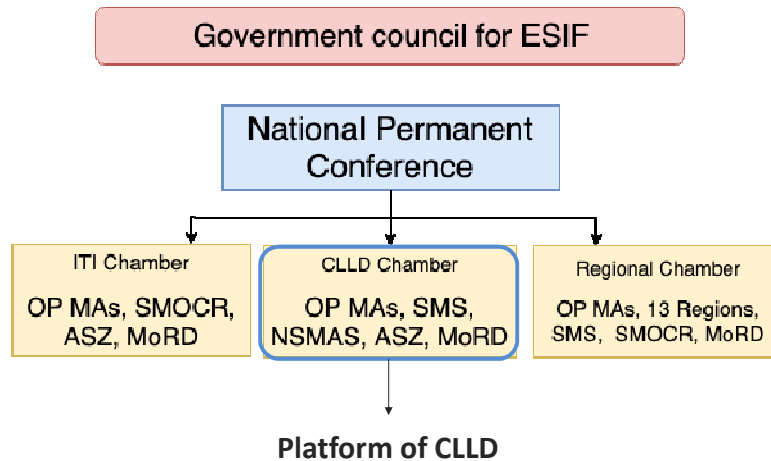 Government council for ESIF
National Permanent
Conference
ITI Chamber
OP MAs, SMOCR,
ASZ, MoRD
CLLD Chamber
OP MAs, SMS,
NSMAS, ASZ, MoRD
Regional Chamber
OP MAs, 13 Regions,
SMS, SMOCR, MoRD
Platform of CLLD